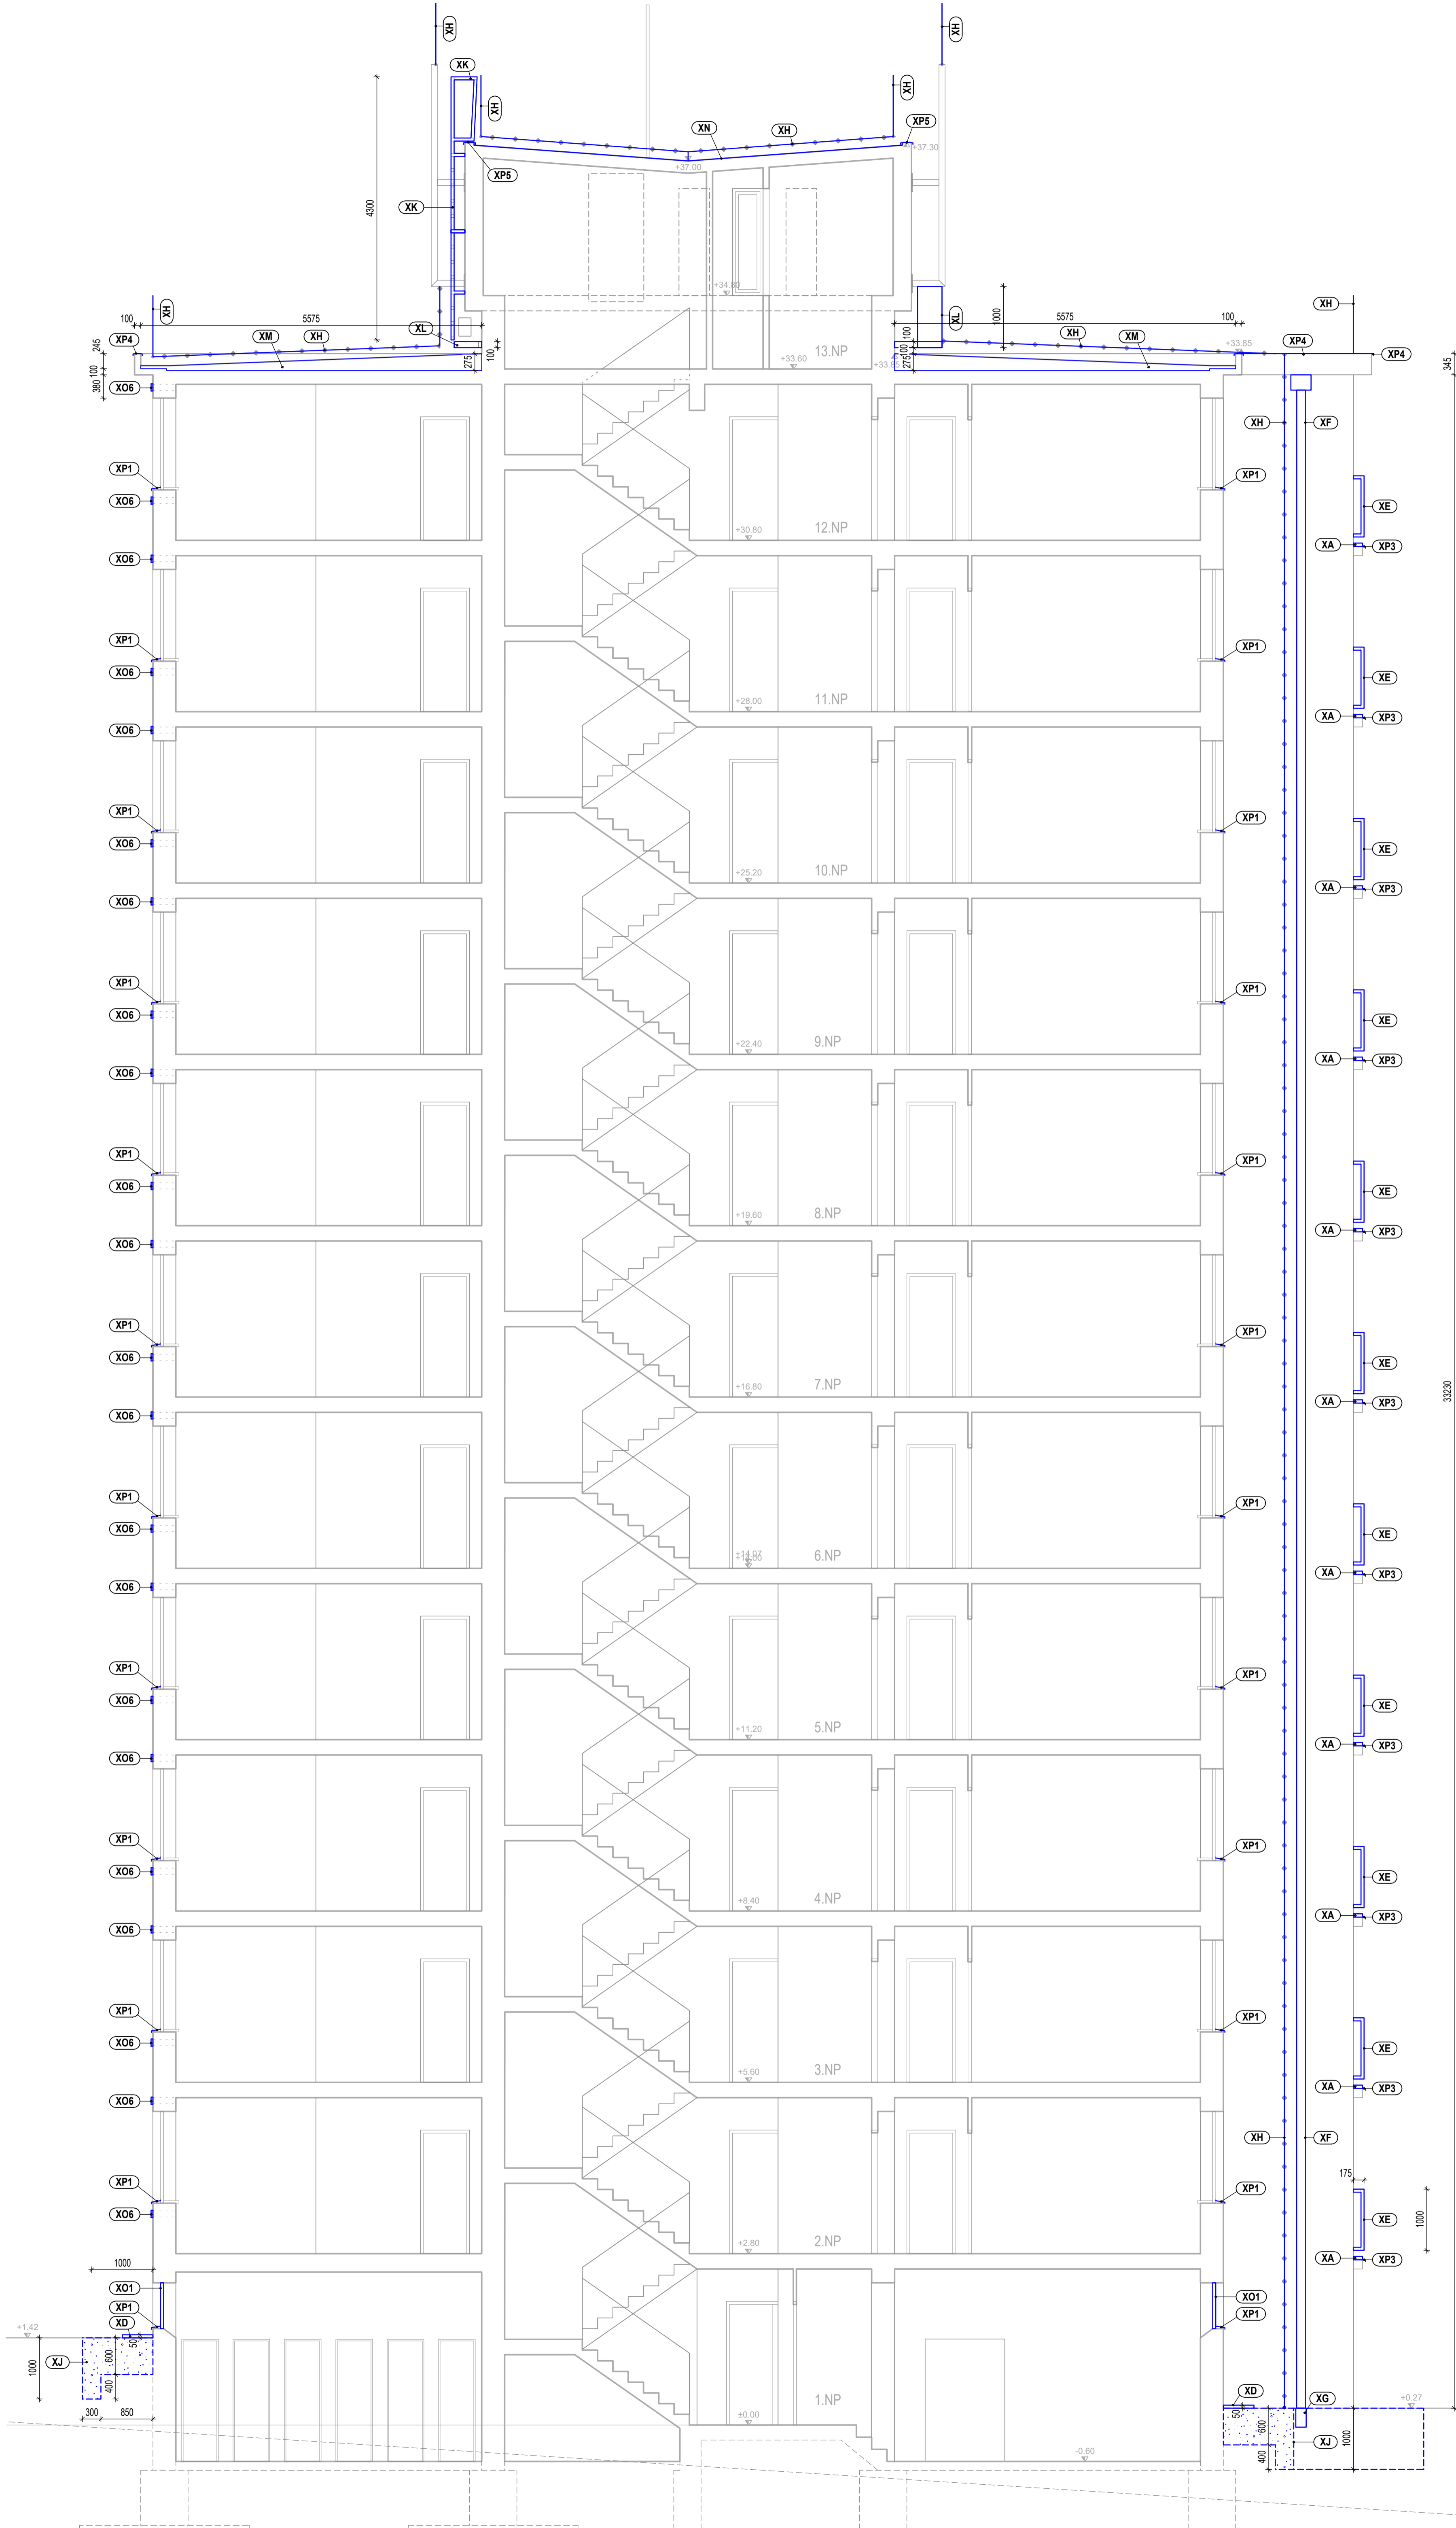 XH XH
XK
XH XH
XN XH XP5
+37.30
+37.00
XP5
4300
XK
+34.80
XH XH
100 5575 XL XL 1000 5575 100
XP4 XM XH 100 XH XM +33.85 XP4 XP4
245 100 380 275 100 13.NP 100 100 275 345
+33.60 +33.85
XO6
XH XF
XP1 XP1
XO6 XE
+30.80 12.NP
XA XP3
XO6
XP1 XP1
XO6 XE
+28.00 11.NP
XA XP3
XO6
XP1 XP1
XO6 XE
+25.20 10.NP
XA XP3
XO6
XP1 XP1
XO6 XE
+22.40 9.NP
XA XP3
XO6
XP1 XP1
XO6 XE
+19.60 8.NP
XA XP3
XO6
XP1 XP1
XO6 XE
+16.80 7.NP
XA XP3
33230
XO6
XP1 XP1
XO6 XE
+14.07
+14.00 6.NP
XA XP3
XO6
XP1 XP1
XO6 XE
+11.20 5.NP
XA XP3
XO6
XP1 XP1
XO6 XE
+8.40 4.NP
XA XP3
XO6
XP1 XP1
XO6 XE
+5.60 3.NP
XA XP3
XO6
XH XF
175
XP1 XP1
XO6 XE 1000
+2.80 2.NP
XA XP3
1000
XO1 XO1
XP1 XP1
XD
+1.42 50
XJ
1000 600 400
300 850
1.NP
±0.00
XD XG +0.27
50
600 XJ 1000
-0.60
400